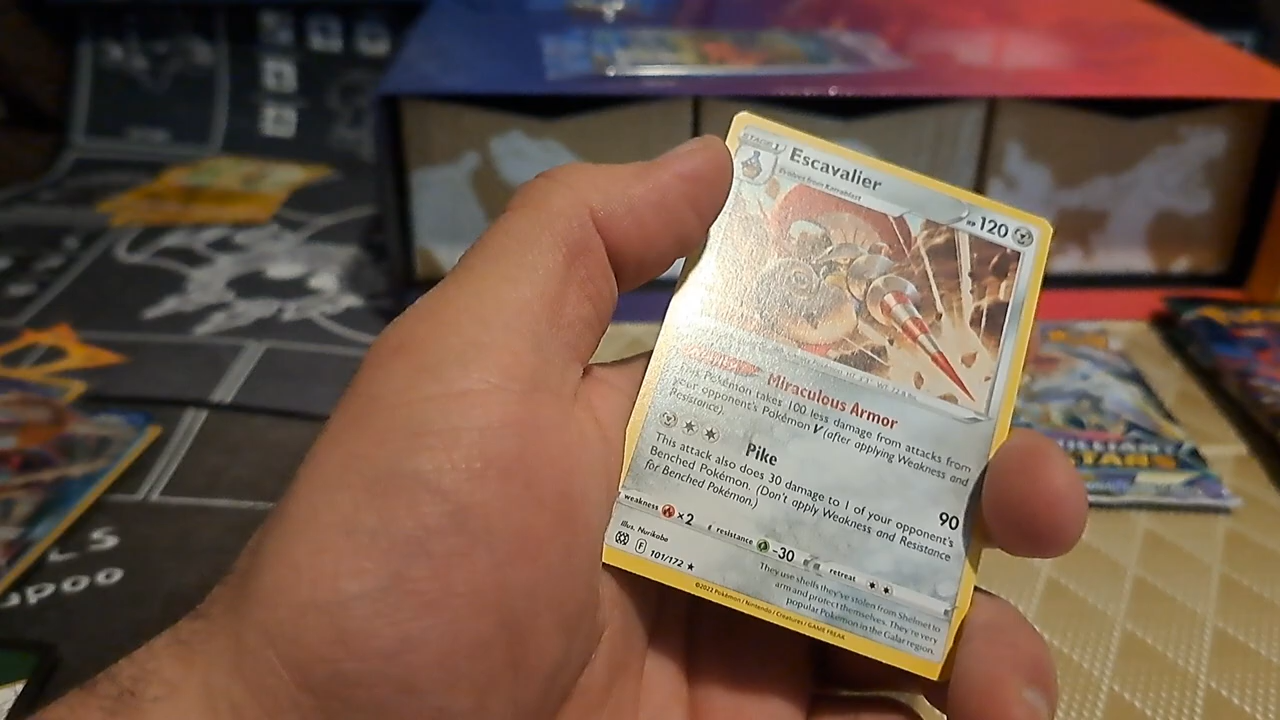 STAGE 1
Escavalier
Evolves from Karrablast
HP 120
Miraculous Armor
This Pokémon takes 100 less damage from attacks from
your opponent's Pokémon V (after applying Weakness and
Resistance).
Pike
90
This attack also does 30 damage to 1 of your opponent's
Benched Pokémon. (Don't apply Weakness and Resistance
for Benched Pokémon.)
weakness ×2 resistance -30 retreat
Illus. Nurikabe
F 101/172 ★
They use shells they've stolen from Shelmet to
arm and protect themselves. They're very
popular Pokémon in the Galar region.
©2022 Pokémon / Nintendo / Creatures / GAME FREAK
STARS